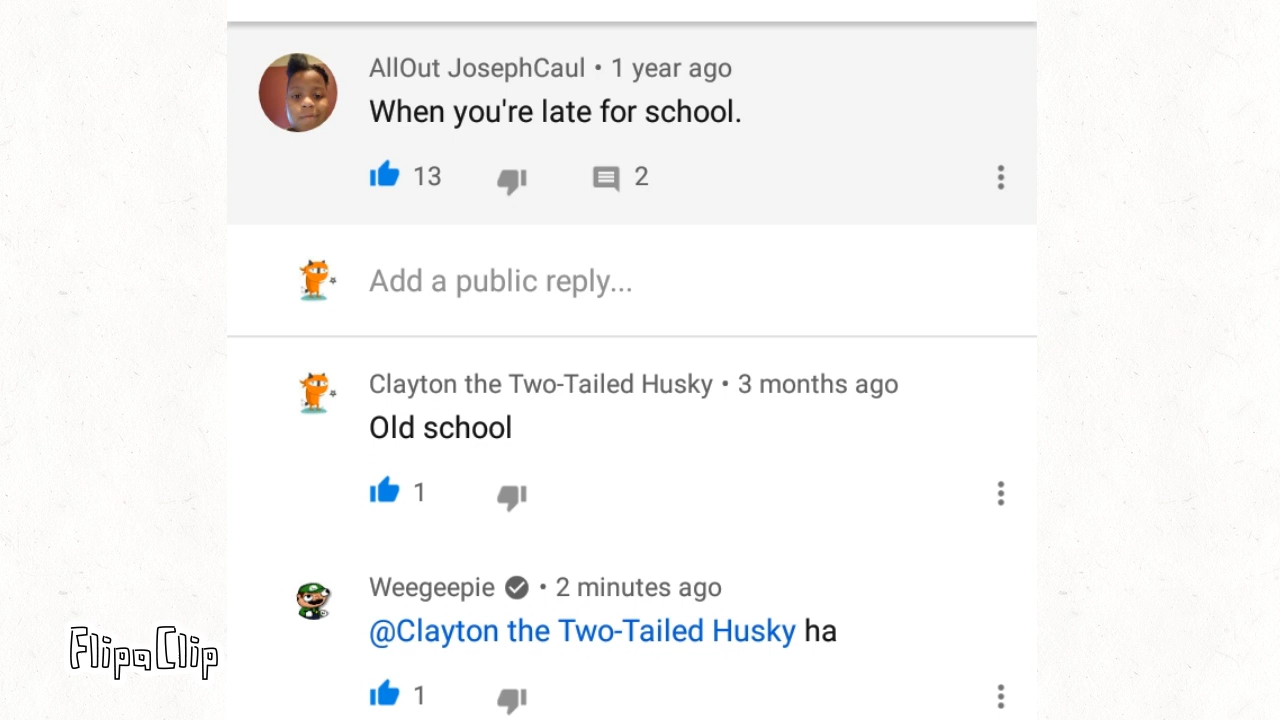 AllOut JosephCaul • 1 year ago
When you're late for school.
13 2
Add a public reply...
Clayton the Two-Tailed Husky • 3 months ago
Old school
1
Weegeepie • 2 minutes ago
@Clayton the Two-Tailed Husky ha
1
FlipaClip